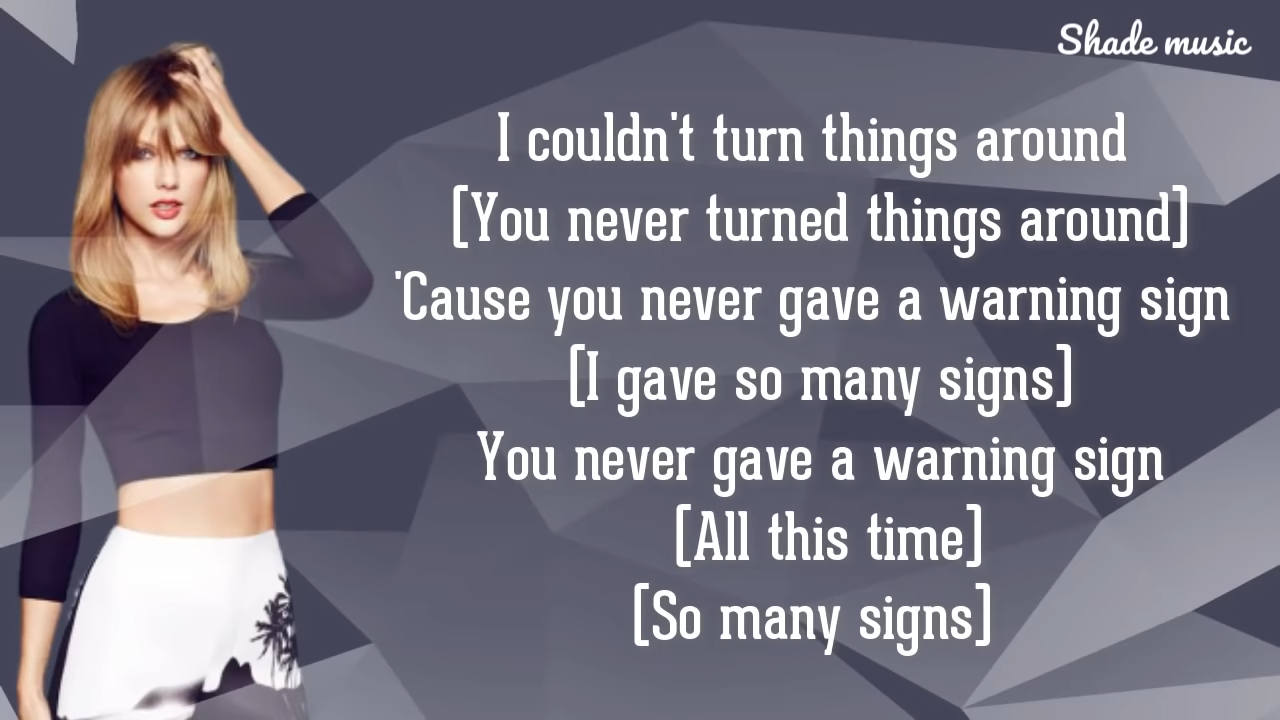 Shade music
I couldn't turn things around
[You never turned things around]
'Cause you never gave a warning sign
[I gave so many signs]
You never gave a warning sign
[All this time]
[So many signs]